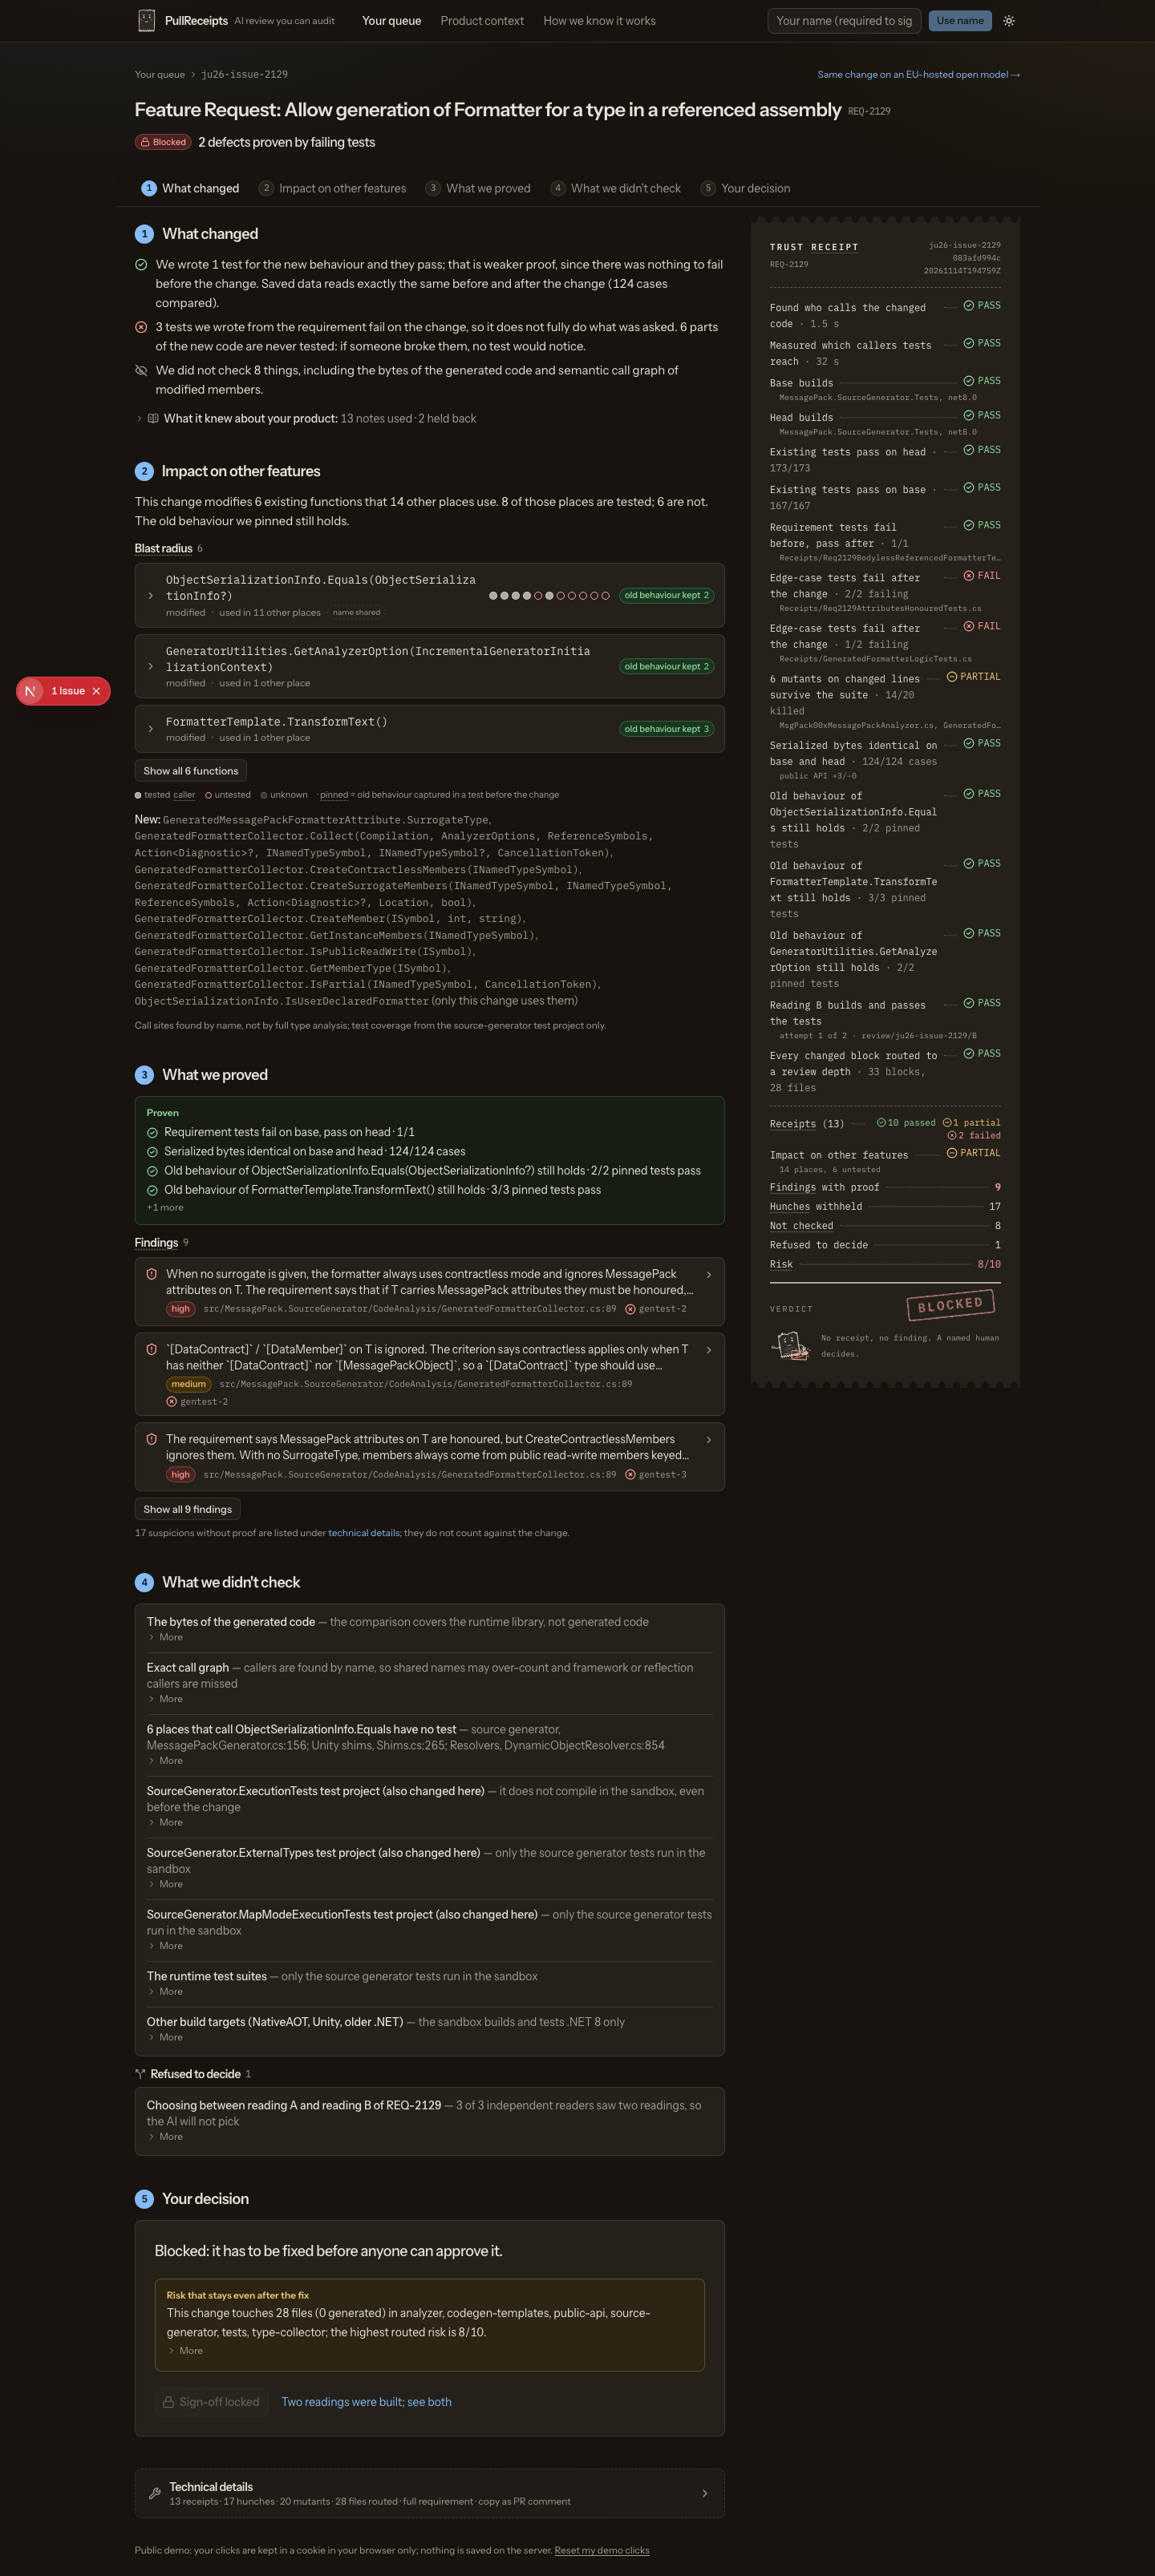 PullReceipts AI review you can audit Your queue Product context How we know it works Your name (required to sig Use name
Your queue > ju26-issue-2129 Same change on an EU-hosted open model →
Feature Request: Allow generation of Formatter for a type in a referenced assembly REQ-2129
Blocked 2 defects proven by failing tests
1 What changed 2 Impact on other features 3 What we proved 4 What we didn't check 5 Your decision
1 What changed
We wrote 1 test for the new behaviour and they pass; that is weaker proof, since there was nothing to fail
before the change. Saved data reads exactly the same before and after the change (124 cases
compared).
3 tests we wrote from the requirement fail on the change, so it does not fully do what was asked. 6 parts
of the new code are never tested: if someone broke them, no test would notice.
We did not check 8 things, including the bytes of the generated code and semantic call graph of
modified members.
What it knew about your product: 13 notes used · 2 held back
2 Impact on other features
This change modifies 6 existing functions that 14 other places use. 8 of those places are tested; 6 are not.
The old behaviour we pinned still holds.
Blast radius 6
ObjectSerializationInfo.Equals(ObjectSerializa
tionInfo?)
modified · used in 11 other places name shared
old behaviour kept 2
GeneratorUtilities.GetAnalyzerOption(IncrementalGeneratorInitia
lizationContext)
modified · used in 1 other place
old behaviour kept 2
FormatterTemplate.TransformText()
modified · used in 1 other place
old behaviour kept 3
Show all 6 functions
tested caller untested unknown · pinned = old behaviour captured in a test before the change
New: GeneratedMessagePackFormatterAttribute.SurrogateType,
GeneratedFormatterCollector.Collect(Compilation, AnalyzerOptions, ReferenceSymbols,
Action<Diagnostic>?, INamedTypeSymbol, INamedTypeSymbol?, CancellationToken),
GeneratedFormatterCollector.CreateContractlessMembers(INamedTypeSymbol),
GeneratedFormatterCollector.CreateSurrogateMembers(INamedTypeSymbol, INamedTypeSymbol,
ReferenceSymbols, Action<Diagnostic>?, Location, bool),
GeneratedFormatterCollector.CreateMember(ISymbol, int, string),
GeneratedFormatterCollector.GetInstanceMembers(INamedTypeSymbol),
GeneratedFormatterCollector.IsPublicReadWrite(ISymbol),
GeneratedFormatterCollector.GetMemberType(ISymbol),
GeneratedFormatterCollector.IsPartial(INamedTypeSymbol, CancellationToken),
ObjectSerializationInfo.IsUserDeclaredFormatter (only this change uses them)
Call sites found by name, not by full type analysis; test coverage from the source-generator test project only.
3 What we proved
Proven
Requirement tests fail on base, pass on head · 1/1
Serialized bytes identical on base and head · 124/124 cases
Old behaviour of ObjectSerializationInfo.Equals(ObjectSerializationInfo?) still holds · 2/2 pinned tests pass
Old behaviour of FormatterTemplate.TransformText() still holds · 3/3 pinned tests pass
+1 more
Findings 9
When no surrogate is given, the formatter always uses contractless mode and ignores MessagePack
attributes on T. The requirement says that if T carries MessagePack attributes they must be honoured,...
high src/MessagePack.SourceGenerator/CodeAnalysis/GeneratedFormatterCollector.cs:89 gentest-2
`[DataContract]` / `[DataMember]` on T is ignored. The criterion says contractless applies only when T
has neither `[DataContract]` nor `[MessagePackObject]`, so a `[DataContract]` type should use...
medium src/MessagePack.SourceGenerator/CodeAnalysis/GeneratedFormatterCollector.cs:89
gentest-2
The requirement says MessagePack attributes on T are honoured, but CreateContractlessMembers
ignores them. With no SurrogateType, members always come from public read-write members keyed...
high src/MessagePack.SourceGenerator/CodeAnalysis/GeneratedFormatterCollector.cs:89 gentest-3
Show all 9 findings
17 suspicions without proof are listed under technical details; they do not count against the change.
4 What we didn't check
The bytes of the generated code — the comparison covers the runtime library, not generated code
More
Exact call graph — callers are found by name, so shared names may over-count and framework or reflection
callers are missed
More
6 places that call ObjectSerializationInfo.Equals have no test — source generator,
MessagePackGenerator.cs:156; Unity shims, Shims.cs:265; Resolvers, DynamicObjectResolver.cs:854
More
SourceGenerator.ExecutionTests test project (also changed here) — it does not compile in the sandbox, even
before the change
More
SourceGenerator.ExternalTypes test project (also changed here) — only the source generator tests run in the
sandbox
More
SourceGenerator.MapModeExecutionTests test project (also changed here) — only the source generator tests
run in the sandbox
More
The runtime test suites — only the source generator tests run in the sandbox
More
Other build targets (NativeAOT, Unity, older .NET) — the sandbox builds and tests .NET 8 only
More
Refused to decide 1
Choosing between reading A and reading B of REQ-2129 — 3 of 3 independent readers saw two readings, so
the AI will not pick
More
5 Your decision
Blocked: it has to be fixed before anyone can approve it.
Risk that stays even after the fix
This change touches 28 files (0 generated) in analyzer, codegen-templates, public-api, source-
generator, tests, type-collector; the highest routed risk is 8/10.
More
Sign-off locked Two readings were built; see both
Technical details
13 receipts · 17 hunches · 20 mutants · 28 files routed · full requirement · copy as PR comment
Public demo: your clicks are kept in a cookie in your browser only; nothing is saved on the server. Reset my demo clicks
N 1 Issue
TRUST RECEIPT ju26-issue-2129
083afd994c
REQ-2129
20261114T194759Z
Found who calls the changed PASS
code · 1.5 s
Measured which callers tests PASS
reach · 32 s
Base builds PASS
MessagePack.SourceGenerator.Tests, net8.0
Head builds PASS
MessagePack.SourceGenerator.Tests, net8.0
Existing tests pass on head · PASS
173/173
Existing tests pass on base · PASS
167/167
Requirement tests fail PASS
before, pass after · 1/1
Receipts/Req2129BodylessReferencedFormatterTe...
Edge-case tests fail after FAIL
the change · 2/2 failing
Receipts/Req2129AttributesHonouredTests.cs
Edge-case tests fail after FAIL
the change · 1/2 failing
Receipts/GeneratedFormatterLogicTests.cs
6 mutants on changed lines PARTIAL
survive the suite · 14/20
killed
MsgPack00xMessagePackAnalyzer.cs, GeneratedFo...
Serialized bytes identical on PASS
base and head · 124/124 cases
public API +3/-0
Old behaviour of PASS
ObjectSerializationInfo.Equal
s still holds · 2/2 pinned
tests
Old behaviour of PASS
FormatterTemplate.TransformTe
xt still holds · 3/3 pinned
tests
Old behaviour of PASS
GeneratorUtilities.GetAnalyze
rOption still holds · 2/2
pinned tests
Reading B builds and passes PASS
the tests
attempt 1 of 2 · review/ju26-issue-2129/B
Every changed block routed to PASS
a review depth · 33 blocks,
28 files
Receipts (13) 10 passed 1 partial
2 failed
Impact on other features PARTIAL
14 places, 6 untested
Findings with proof 9
Hunches withheld 17
Not checked 8
Refused to decide 1
Risk 8/10
VERDICT BLOCKED
No receipt, no finding. A named human
decides.